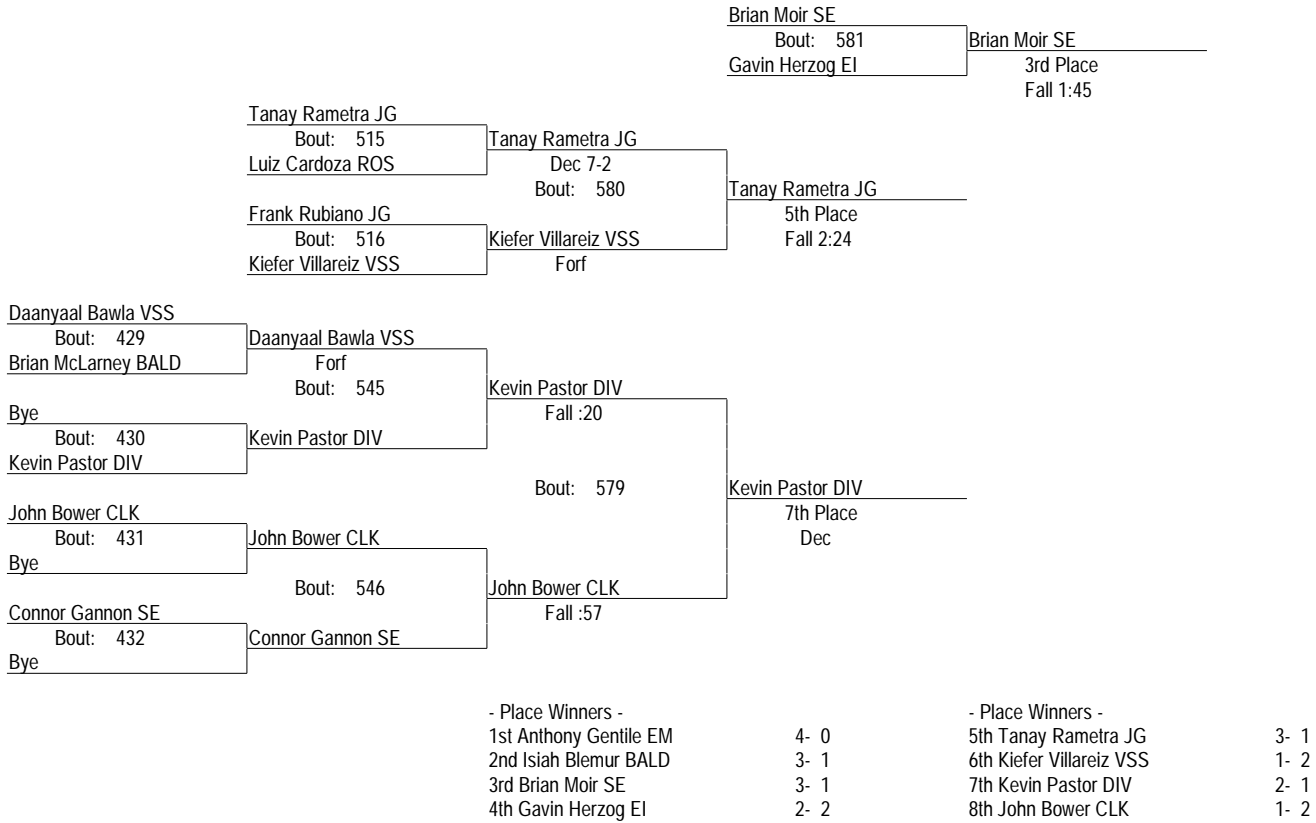 Brian Moir SE
Bout: 581 Brian Moir SE
Gavin Herzog EI 3rd Place
Fall 1:45
Tanay Rametra JG
Bout: 515 Tanay Rametra JG
Luiz Cardoza ROS Dec 7-2
Bout: 580 Tanay Rametra JG
Frank Rubiano JG 5th Place
Bout: 516 Kiefer Villareiz VSS Fall 2:24
Kiefer Villareiz VSS Forf
Daanyaal Bawla VSS
Bout: 429 Daanyaal Bawla VSS
Brian McLarney BALD Forf
Bout: 545 Kevin Pastor DIV
Bye Fall :20
Bout: 430 Kevin Pastor DIV
Kevin Pastor DIV
Bout: 579 Kevin Pastor DIV
John Bower CLK 7th Place
Bout: 431 John Bower CLK Dec
Bye
Bout: 546 John Bower CLK
Connor Gannon SE Fall :57
Bout: 432 Connor Gannon SE
Bye
- Place Winners - - Place Winners -
1st Anthony Gentile EM 4- 0 5th Tanay Rametra JG 3- 1
2nd Isiah Blemur BALD 3- 1 6th Kiefer Villareiz VSS 1- 2
3rd Brian Moir SE 3- 1 7th Kevin Pastor DIV 2- 1
4th Gavin Herzog EI 2- 2 8th John Bower CLK 1- 2